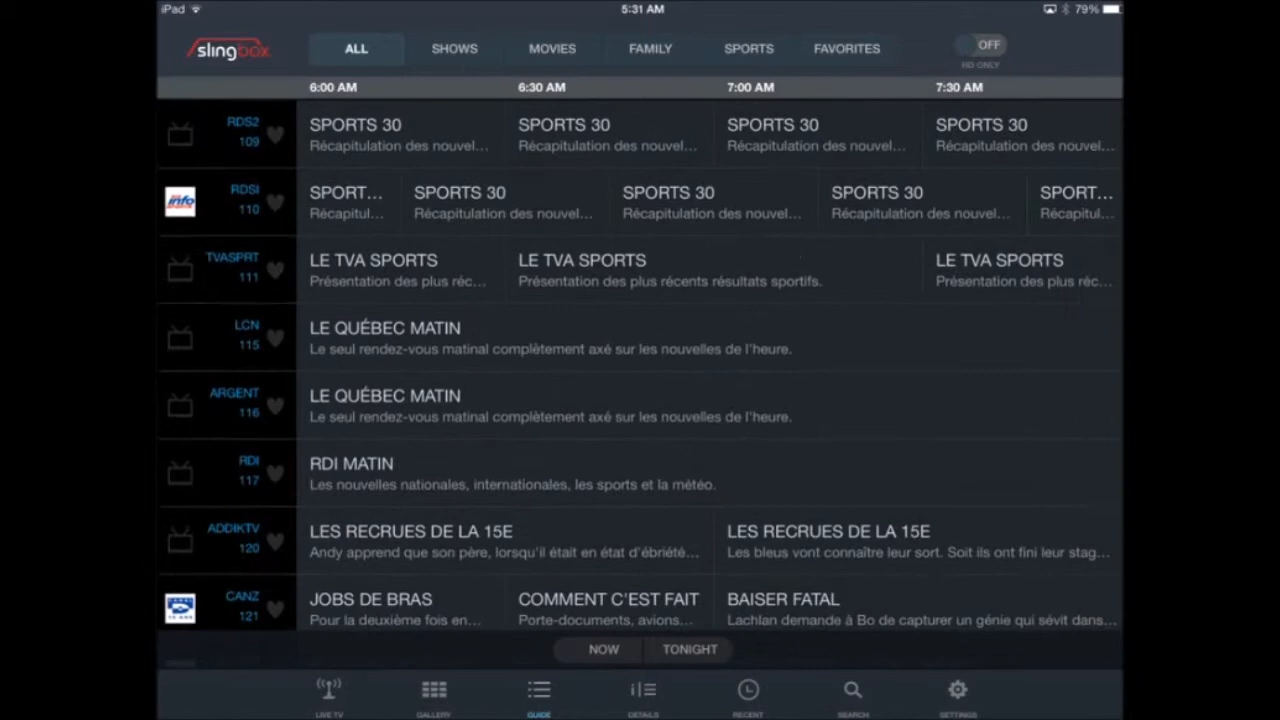 iPad
5:31 AM
79%
slingbox
ALL
SHOWS
MOVIES
FAMILY
SPORTS
FAVORITES
OFF
HD ONLY
6:00 AM
6:30 AM
7:00 AM
7:30 AM
RDS2
109
SPORTS 30
Récapitulation des nouvel...
SPORTS 30
Récapitulation des nouvel...
SPORTS 30
Récapitulation des nouvel...
SPORTS 30
Récapitulation des nouvel...
info
RDSI
110
SPORT...
Récapitul...
SPORTS 30
Récapitulation des nouvel...
SPORTS 30
Récapitulation des nouvel...
SPORTS 30
Récapitulation des nouvel...
SPORT...
Récapitul...
TVASPRT
111
LE TVA SPORTS
Présentation des plus réc...
LE TVA SPORTS
Présentation des plus récents résultats sportifs.
LE TVA SPORTS
Présentation des plus réc...
LCN
115
LE QUÉBEC MATIN
Le seul rendez-vous matinal complètement axé sur les nouvelles de l'heure.
ARGENT
116
LE QUÉBEC MATIN
Le seul rendez-vous matinal complètement axé sur les nouvelles de l'heure.
RDI
117
RDI MATIN
Les nouvelles nationales, internationales, les sports et la météo.
ADDIKTV
120
LES RECRUES DE LA 15E
Andy apprend que son père, lorsqu'il était en état d'ébriété...
LES RECRUES DE LA 15E
Les bleus vont connaître leur sort. Soit ils ont fini leur stag...
CANZ
121
JOBS DE BRAS
Pour la deuxième fois en...
COMMENT C'EST FAIT
Porte-documents, avions...
BAISER FATAL
Lachlan demande à Bo de capturer un génie qui sévit dans...
NOW
TONIGHT
LIVE TV
GALLERY
GUIDE
DETAILS
RECENT
SEARCH
SETTINGS